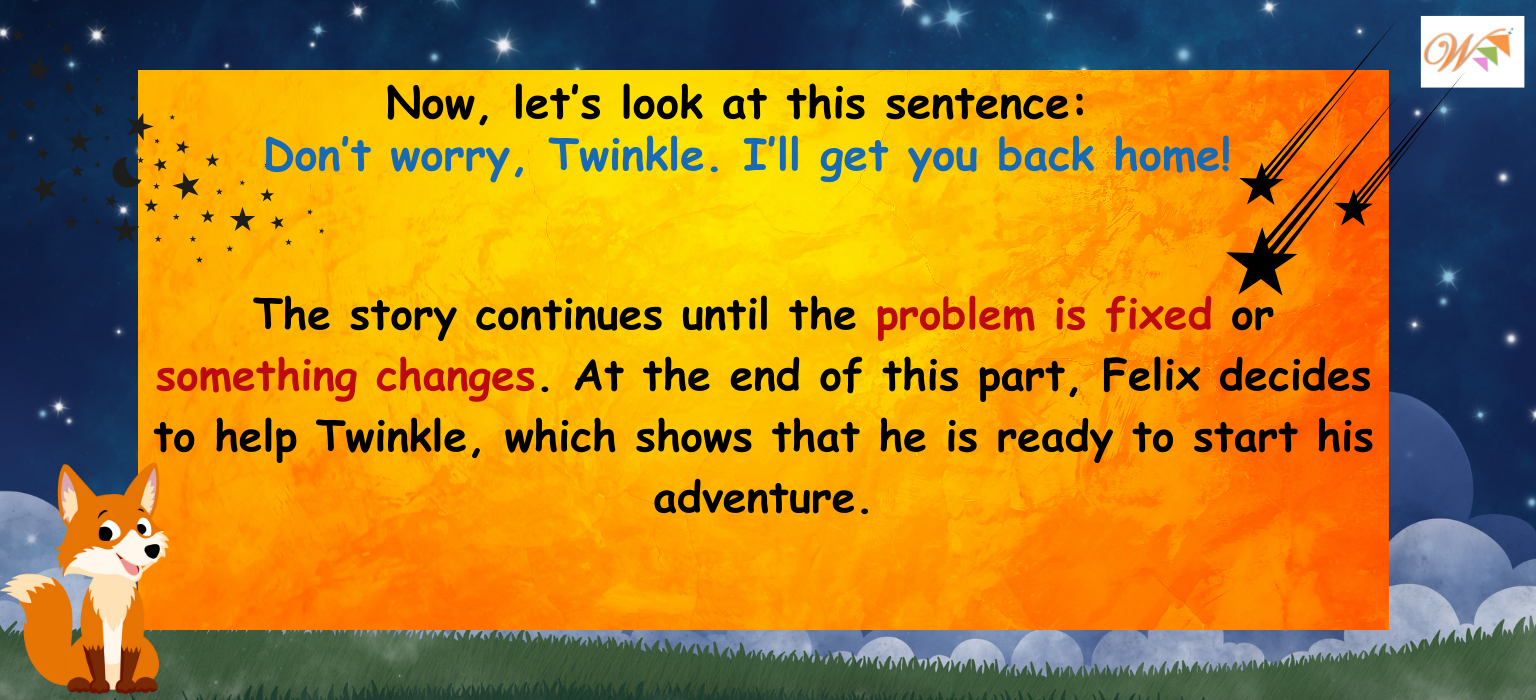 Now, let's look at this sentence:
Don't worry, Twinkle. I'll get you back home!
The story continues until the problem is fixed or
something changes. At the end of this part, Felix decides
to help Twinkle, which shows that he is ready to start his
adventure.
W